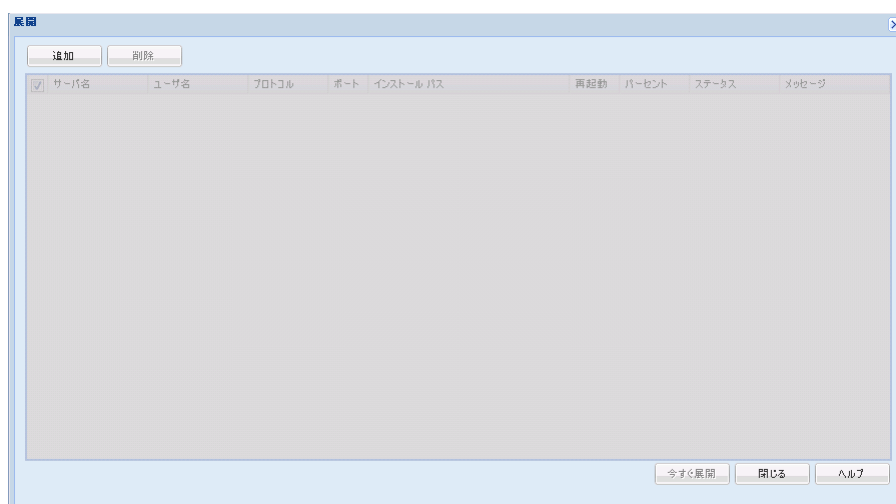 展開
追加 削除
サーバ名 ユーザ名 プロトコル ポート インストール パス 再起動 パーセント ステータス メッセージ
今すぐ展開 閉じる ヘルプ